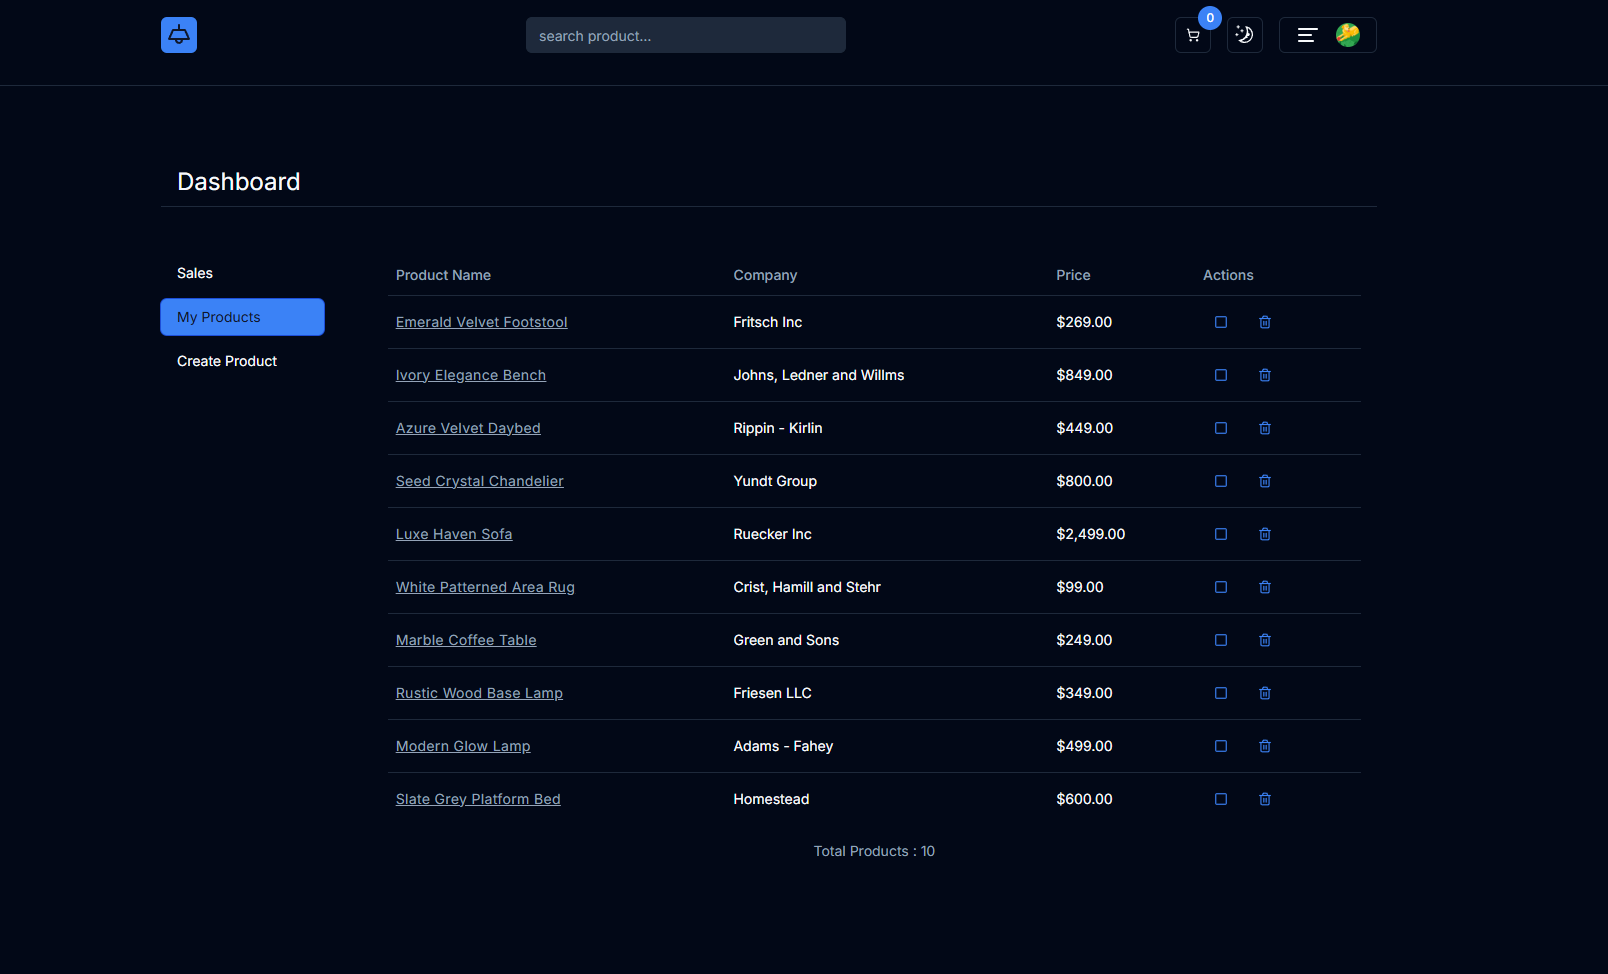 search product...
0
Dashboard
Sales
My Products
Create Product
Product Name Company Price Actions
Emerald Velvet Footstool Fritsch Inc $269.00
Ivory Elegance Bench Johns, Ledner and Willms $849.00
Azure Velvet Daybed Rippin - Kirlin $449.00
Seed Crystal Chandelier Yundt Group $800.00
Luxe Haven Sofa Ruecker Inc $2,499.00
White Patterned Area Rug Crist, Hamill and Stehr $99.00
Marble Coffee Table Green and Sons $249.00
Rustic Wood Base Lamp Friesen LLC $349.00
Modern Glow Lamp Adams - Fahey $499.00
Slate Grey Platform Bed Homestead $600.00
Total Products : 10